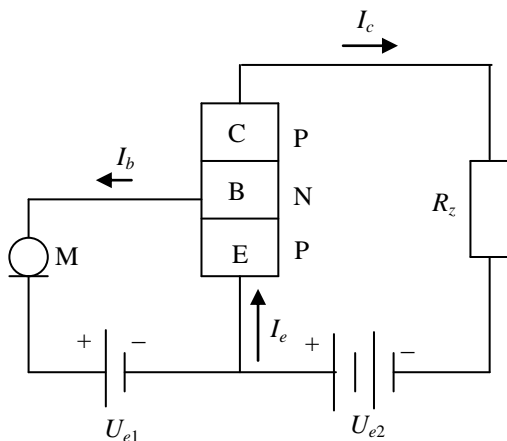 I_c
C P
I_b
B N
R_z
M
E P
I_e
+ −
+ −
U_e1
U_e2